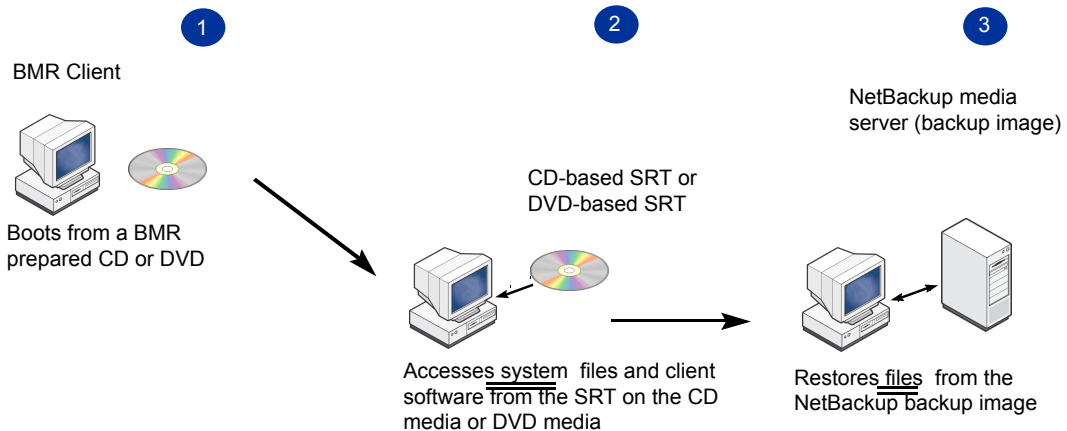 1
BMR Client
Boots from a BMR
prepared CD or DVD
2
CD-based SRT or
DVD-based SRT
Accesses system files and client
software from the SRT on the CD
media or DVD media
3
NetBackup media
server (backup image)
Restores files from the
NetBackup backup image